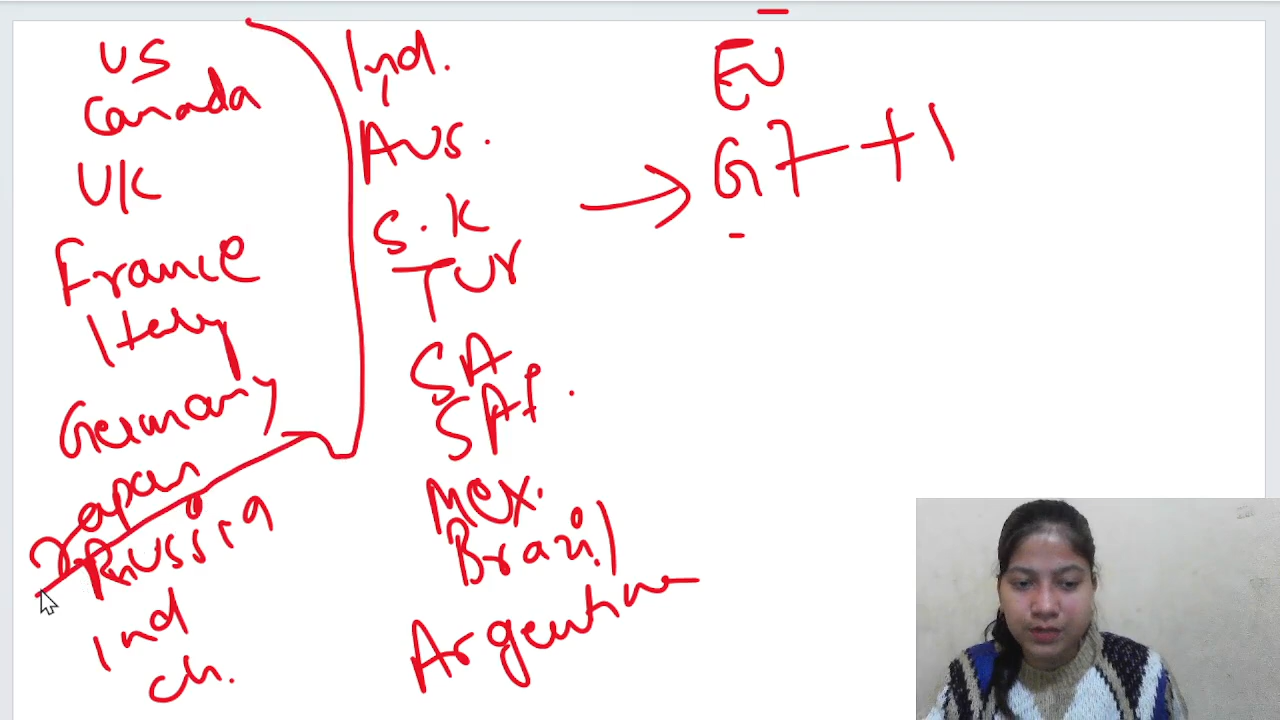 US
Canada
UK
France
Italy
Germany
Japan
Russia
Ind
Ch.
Ind.
AUS.
S.K
TUR
SA
SAf.
Mex.
Brazil
Argentina
EU
G7 +1